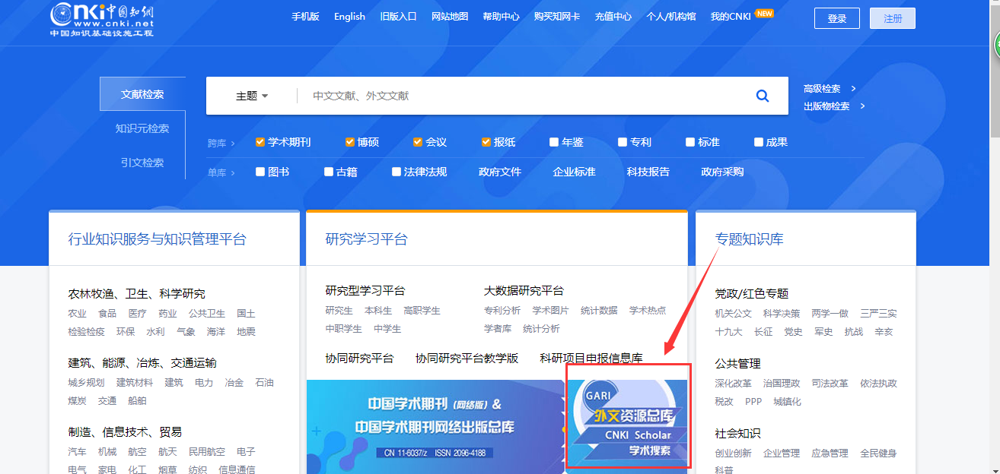 cnki 中国知网
www.cnki.net
中国知识基础设施工程
手机版 English 旧版入口 网站地图 帮助中心 购买知网卡 充值中心 个人/机构馆 我的CNKI NEW
登录 注册
文献检索
知识元检索
引文检索
主题 中文文献、外文文献
高级检索 >
出版物检索 >
跨库 > 学术期刊 博硕 会议 报纸 年鉴 专利 标准 成果
单库 > 图书 古籍 法律法规 政府文件 企业标准 科技报告 政府采购
行业知识服务与知识管理平台
农林牧渔、卫生、科学研究
农业 食品 医疗 药业 公共卫生 国土
检验检疫 环保 水利 气象 海洋 地震
建筑、能源、冶炼、交通运输
城乡规划 建筑材料 建筑 电力 冶金 石油
煤炭 交通 船舶
制造、信息技术、贸易
汽车 机械 航空 航天 民用航空 电子
电气 家电 化工 烟草 纺织 信息通信
研究学习平台
研究型学习平台
研究生 本科生 高职学生
中职学生 中学生
大数据研究平台
专利分析 学术图片 统计数据 学术热点
学者库 统计分析
协同研究平台 协同研究平台教学版 科研项目申报信息库
中国学术期刊（网络版）&
中国学术期刊网络出版总库
CN 11-6037/z ISSN 2096-4188
GARI
外文资源总库
CNKI Scholar
学术搜索
专题知识库
党政/红色专题
机关公文 科学决策 两学一做 三严三实
十九大 长征 党史 军史 抗战 辛亥
公共管理
深化改革 治国理政 司法改革 依法执政
税改 PPP 城镇化
社会知识
创业创新 企业管理 应急管理 全民健身
科普